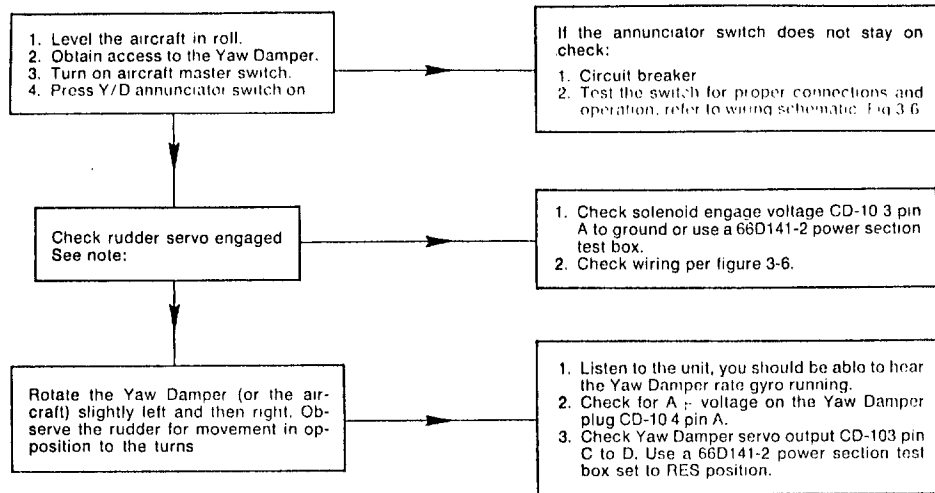 1. Level the aircraft in roll.
2. Obtain access to the Yaw Damper.
3. Turn on aircraft master switch.
4. Press Y/D annunciator switch on
If the annunciator switch does not stay on
check:
1. Circuit breaker
2. Test the switch for proper connections and
operation, refer to wiring schematic. Fig 3.6
Check rudder servo engaged
See note:
1. Check solenoid engage voltage CD-10 3 pin
A to ground or use a 66D141-2 power section
test box.
2. Check wiring per figure 3-6.
Rotate the Yaw Damper (or the air-
craft) slightly left and then right. Ob-
serve the rudder for movement in op-
position to the turns
1. Listen to the unit, you should be able to hear
the Yaw Damper rate gyro running.
2. Check for A + voltage on the Yaw Damper
plug CD-10 4 pin A.
3. Check Yaw Damper servo output CD-103 pin
C to D. Use a 66D141-2 power section test
box set to RES position.